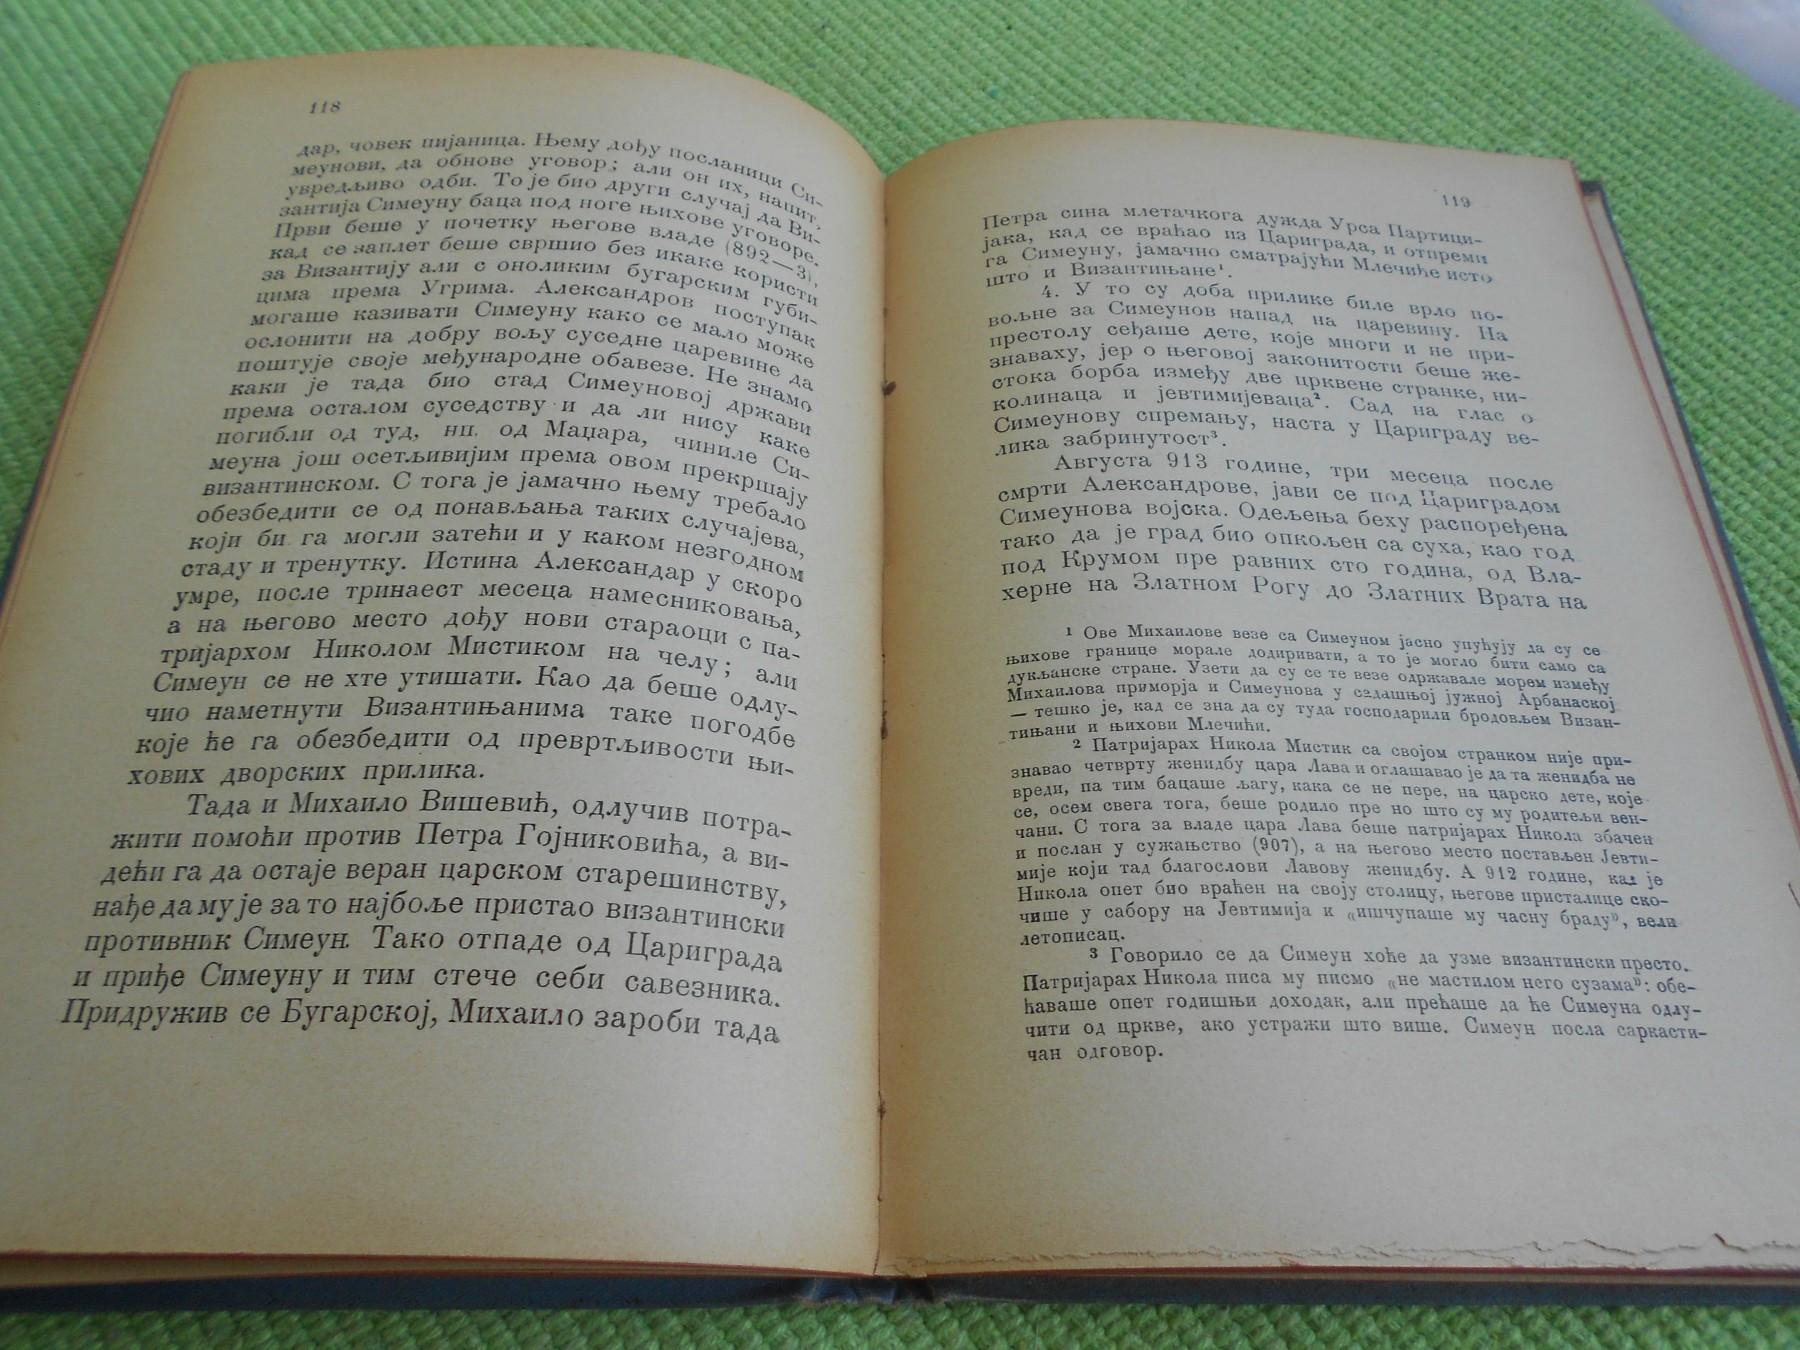 118
дар, човек пијаница. Њему дођу посланици Си-
меунови, да обнове уговор; али он их, напит,
увредљиво одби. То је био други случај да Ви-
зантија Симеуну баца под ноге њихове уговоре.
Први беше у почетку његове владе (892—3),
кад се заплет беше свршио без икаке користи
за Византију али с оноликим бугарским губи-
цима према Угрима. Александров поступак
могаше казивати Симеуну како се мало може
ослонити на добру вољу суседне царевине да
поштује своје међународне обавезе. Не знамо
каки је тада био стад Симеуновој држави
према осталом суседству и да ли нису каке
погибли од туд, нп. од Маџара, чиниле Си-
меуна још осетљивијим према овом прекршају
византинском. С тога је јамачно њему требало
обезбедити се од понављања таких случајева,
који би га могли затећи и у каком незгодном
стаду и тренутку. Истина Александар у скоро
умре, после тринаест месеца намесниковања,
а на његово место дођу нови стараоци с па-
тријархом Николом Мистиком на челу; али
Симеун се не хте утишати. Као да беше одлу-
чио наметнути Византињанима таке погодбе
које ће га обезбедити од превртљивости њи-
хових дворских прилика.
Тада и Михаило Вишевић, одлучив потра-
жити помоћи против Петра Гојниковића, а ви-
дећи га да остаје веран царском старешинству,
нађе да му је за то најбоље пристао византински
противник Симеун. Тако отпаде од Цариграда
и приђе Симеуну и тим стече себи савезника.
Придружив се Бугарској, Михаило зароби тада
119
Петра сина млетачкога дужда Урса Партици-
јака, кад се враћао из Цариграда, и отпреми
га Симеуну, јамачно сматрајући Млечиће исто
што и Византињане¹.
4. У то су доба прилике биле врло по-
вољне за Симеунов напад на царевину. На
престолу сеђаше дете, које многи и не при-
знаваху, јер о његовој законитости беше же-
стока борба између две црквене странке, ни-
колинаца и јевтимијеваца². Сад на глас о
Симеунову спремању, наста у Цариграду ве-
лика забринутост³.
Августа 913 године, три месеца после
смрти Александрове, јави се под Цариградом
Симеунова војска. Одељења беху распоређена
тако да је град био опкољен са суха, као год
под Крумом пре равних сто година, од Вла-
херне на Златном Рогу до Златних Врата на
¹ Ове Михаилове везе са Симеуном јасно упућују да су се
њихове границе морале додиривати, а то је могло бити само са
дукљанске стране. Узети да су се те везе одржавале морем између
Михаилова приморја и Симеунова у садашњој јужној Арбанаској
— тешко је, кад се зна да су туда господарили бродовљем Визан-
тињани и њихови Млечићи.
² Патријарах Никола Мистик са својом странком није при-
знавао четврту женидбу цара Лава и оглашавао је да та женидба не
вреди, па тим бацаше љагу, кака се не пере, на царско дете, које
се, осем свега тога, беше родило пре но што су му родитељи вен-
чани. С тога за владе цара Лава беше патријарах Никола збачен
и послан у сужањство (907), а на његово место постављен Јевти-
мије који тад благослови Лавову женидбу. А 912 године, кад је
Никола опет био враћен на своју столицу, његове присталице ско-
чише у сабору на Јевтимија и «ишчупаше му часну браду», вели
летописац.
³ Говорило се да Симеун хоће да узме византински престо.
Патријарах Никола писа му писмо «не мастилом него сузама»: обе-
ћаваше опет годишњи доходак, али прећаше да ће Симеуна одлу-
чити од цркве, ако устражи што више. Симеун посла саркасти-
чан одговор.